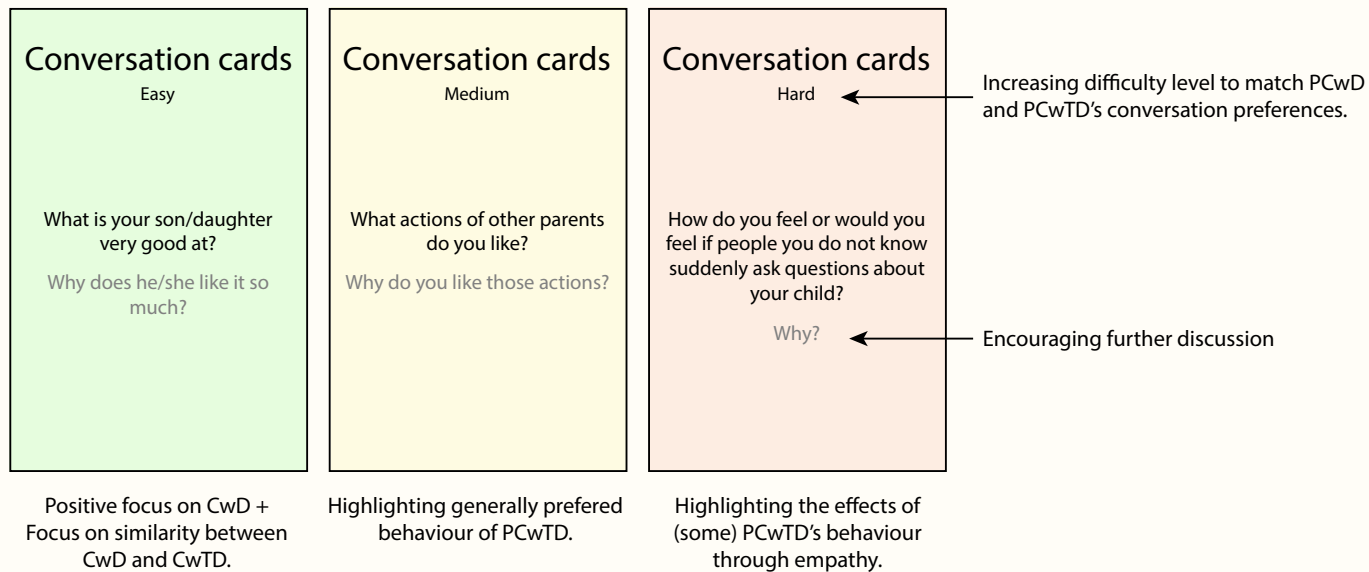 Conversation cards
Easy
What is your son/daughter
very good at?
Why does he/she like it so
much?
Positive focus on CwD +
Focus on similarity between
CwD and CwTD.
Conversation cards
Medium
What actions of other parents
do you like?
Why do you like those actions?
Highlighting generally prefered
behaviour of PCwTD.
Conversation cards
Hard
How do you feel or would you
feel if people you do not know
suddenly ask questions about
your child?
Why?
Highlighting the effects of
(some) PCwTD's behaviour
through empathy.
Increasing difficulty level to match PCwD
and PCwTD's conversation preferences.
Encouraging further discussion